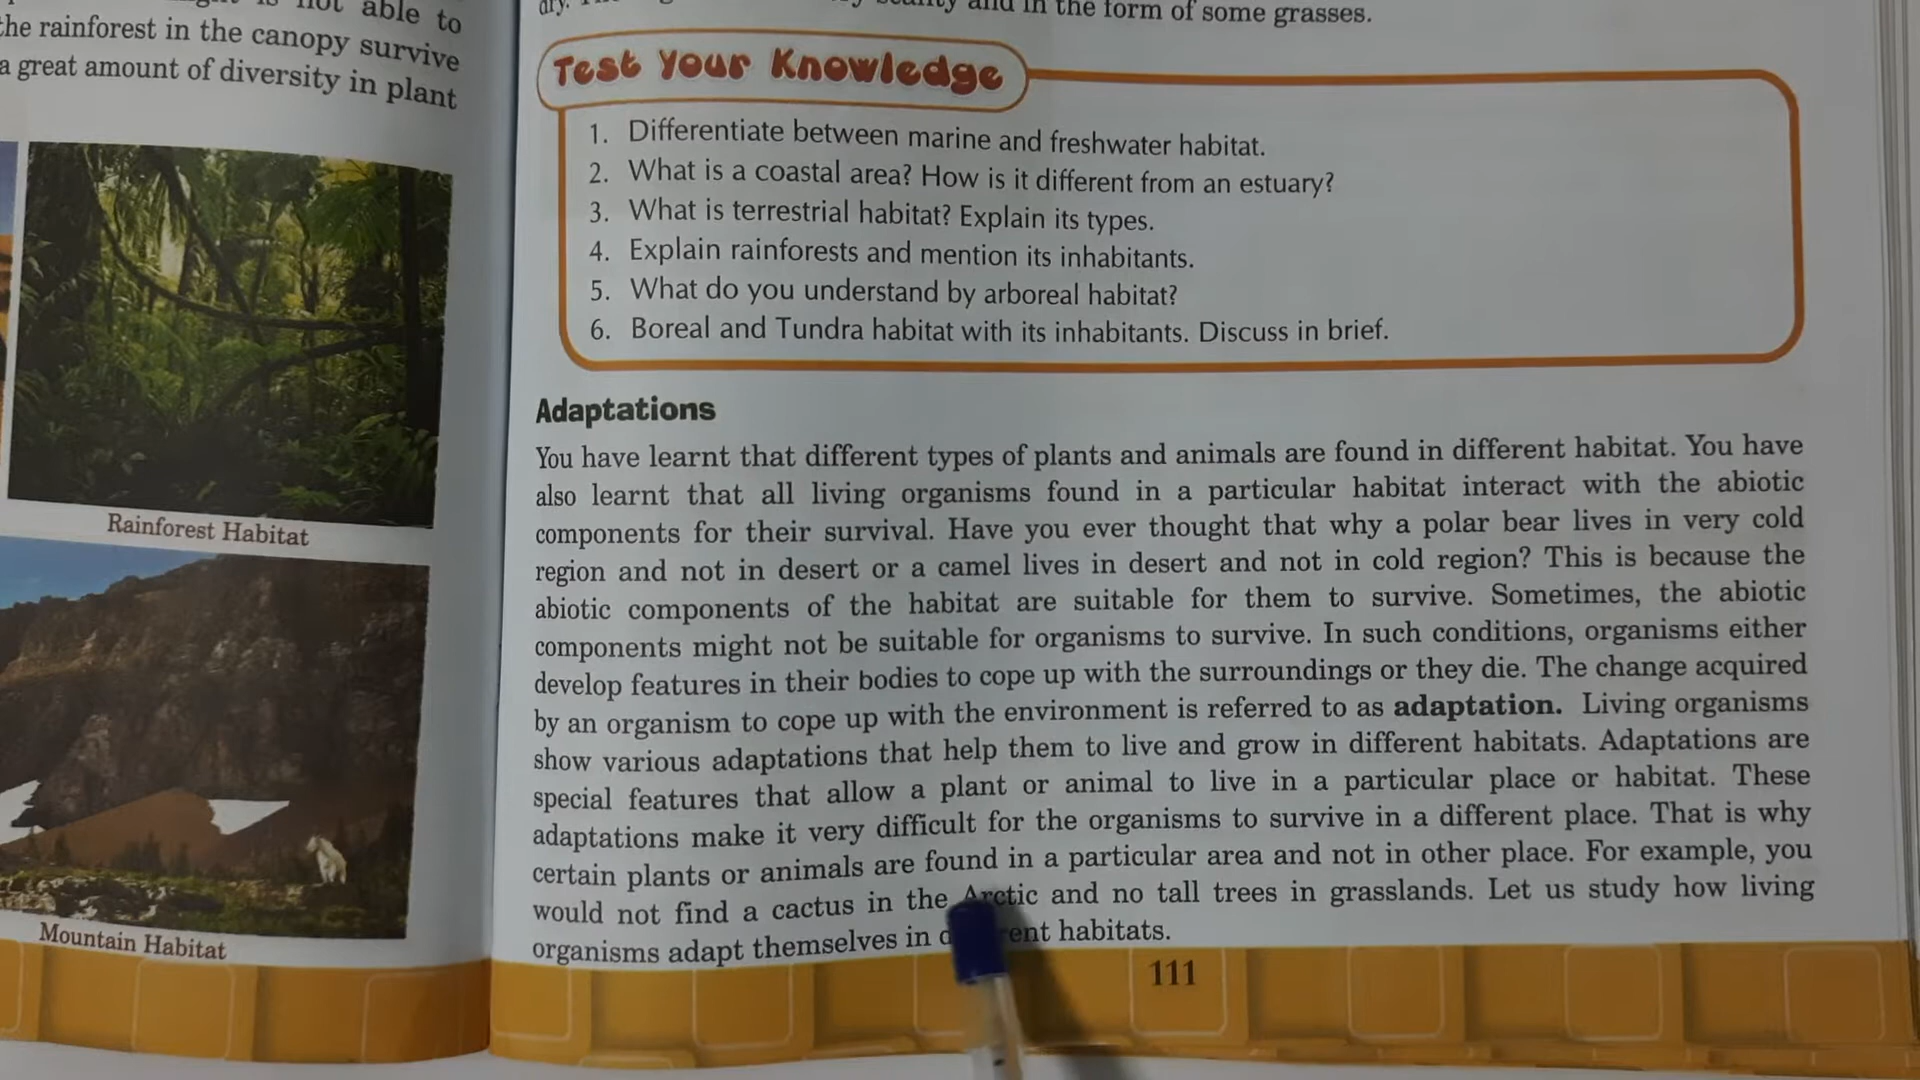 not able to
the rainforest in the canopy survive
a great amount of diversity in plant
Rainforest Habitat
Mountain Habitat
and in the form of some grasses.
Test Your Knowledge
1. Differentiate between marine and freshwater habitat.
2. What is a coastal area? How is it different from an estuary?
3. What is terrestrial habitat? Explain its types.
4. Explain rainforests and mention its inhabitants.
5. What do you understand by arboreal habitat?
6. Boreal and Tundra habitat with its inhabitants. Discuss in brief.
Adaptations
You have learnt that different types of plants and animals are found in different habitat. You have
also learnt that all living organisms found in a particular habitat interact with the abiotic
components for their survival. Have you ever thought that why a polar bear lives in very cold
region and not in desert or a camel lives in desert and not in cold region? This is because the
abiotic components of the habitat are suitable for them to survive. Sometimes, the abiotic
components might not be suitable for organisms to survive. In such conditions, organisms either
develop features in their bodies to cope up with the surroundings or they die. The change acquired
by an organism to cope up with the environment is referred to as adaptation. Living organisms
show various adaptations that help them to live and grow in different habitats. Adaptations are
special features that allow a plant or animal to live in a particular place or habitat. These
adaptations make it very difficult for the organisms to survive in a different place. That is why
certain plants or animals are found in a particular area and not in other place. For example, you
would not find a cactus in the Arctic and no tall trees in grasslands. Let us study how living
organisms adapt themselves in habitats.
111